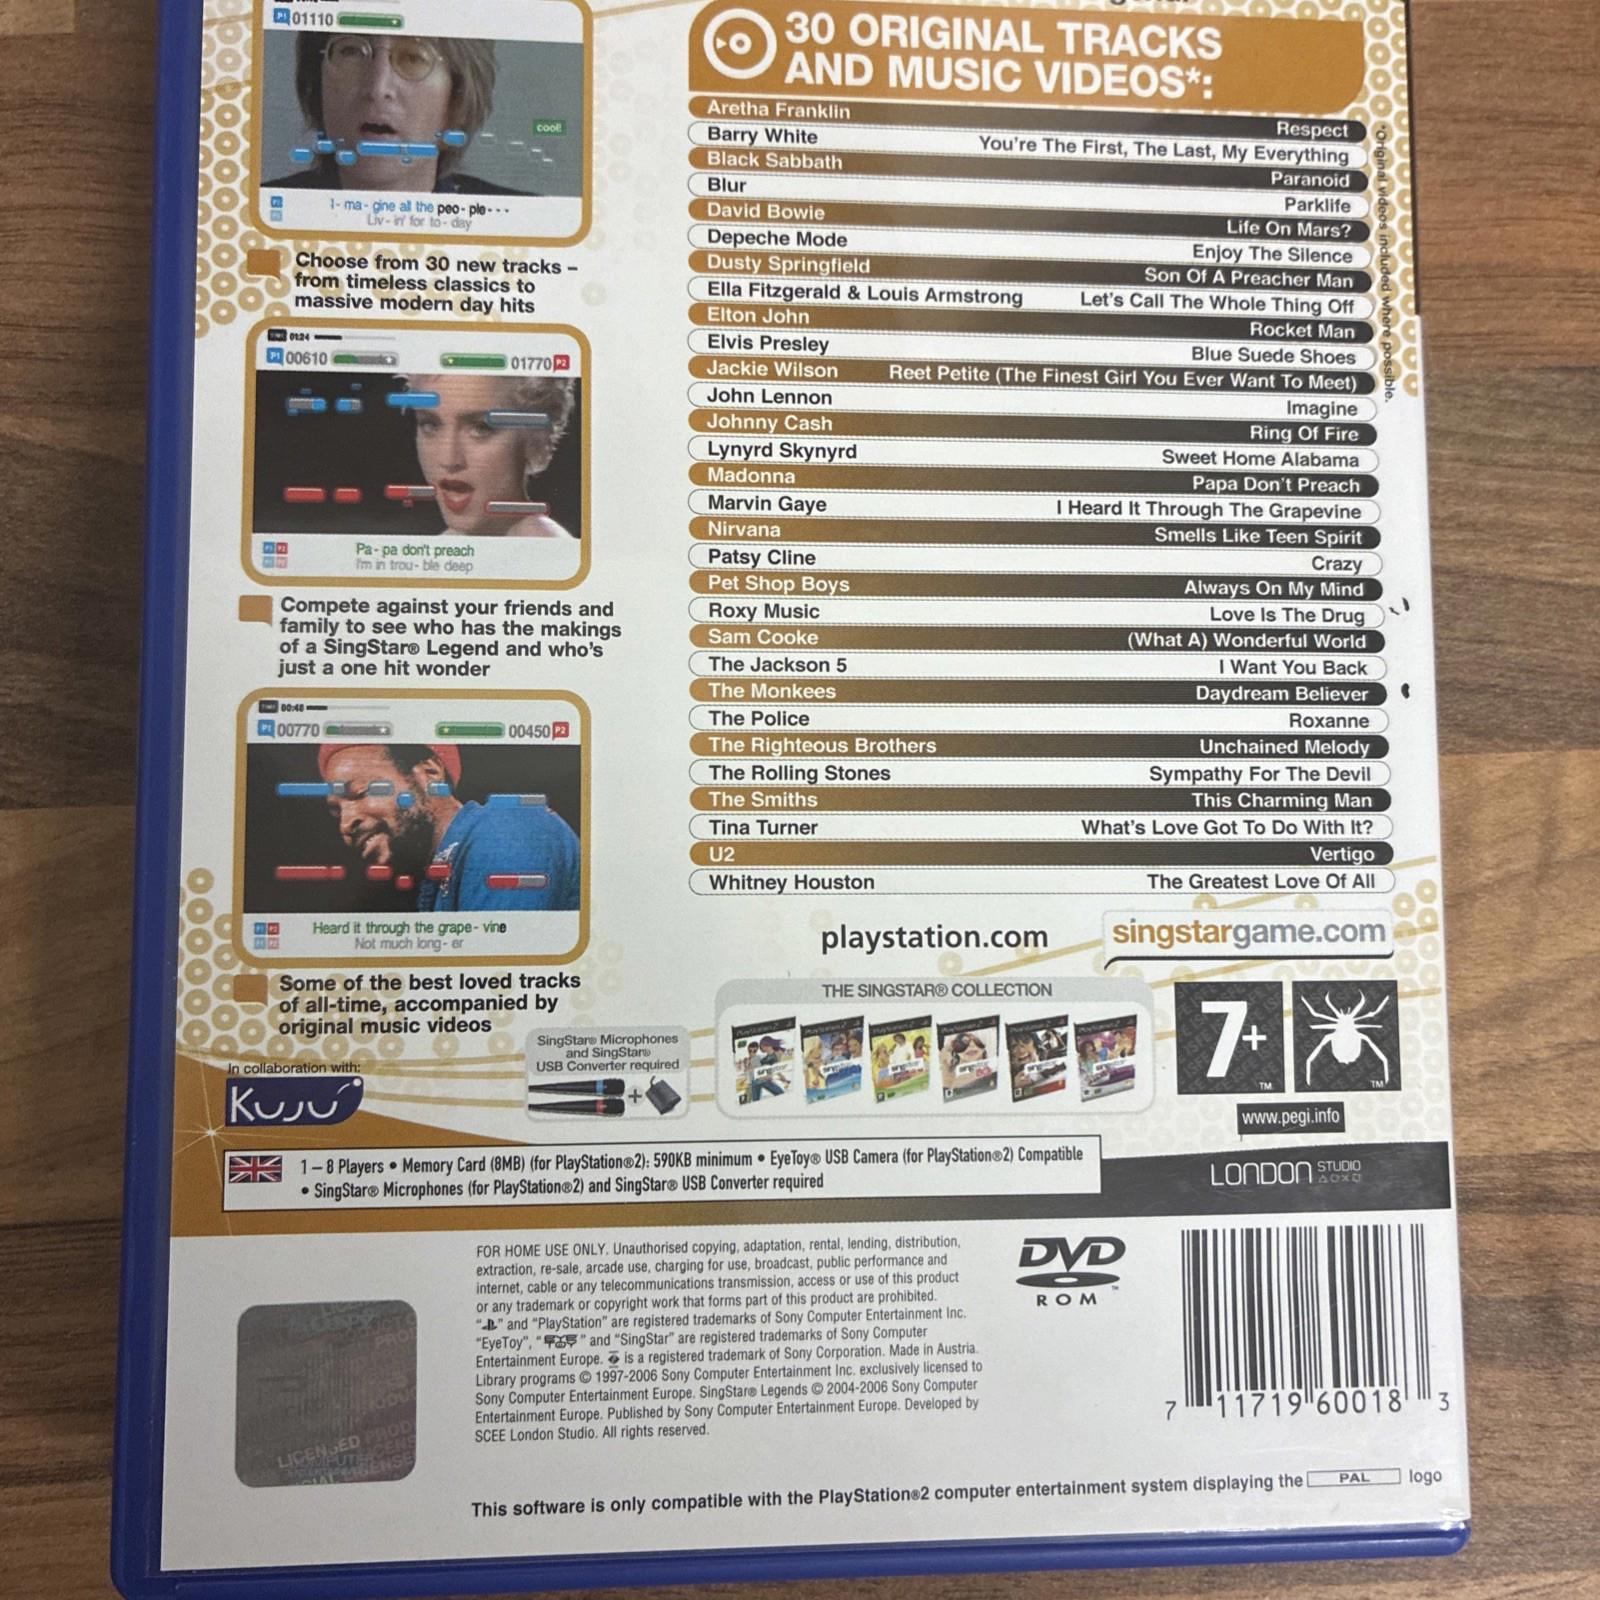 P1 01110
cool!
I- ma- gine all the peo- ple- - -
Liv- in' for to- day
Choose from 30 new tracks –
from timeless classics to
massive modern day hits
01:24
P1 00610 01770 P2
Pa- pa don't preach
I'm in trou- ble deep
Compete against your friends and
family to see who has the makings
of a SingStar® Legend and who's
just a one hit wonder
00:48
P1 00770 00450 P2
Heard it through the grape- vine
Not much long- er
Some of the best loved tracks
of all-time, accompanied by
original music videos
30 ORIGINAL TRACKS
AND MUSIC VIDEOS*:
Aretha Franklin Respect
Barry White You're The First, The Last, My Everything
Black Sabbath Paranoid
Blur Parklife
David Bowie Life On Mars?
Depeche Mode Enjoy The Silence
Dusty Springfield Son Of A Preacher Man
Ella Fitzgerald & Louis Armstrong Let's Call The Whole Thing Off
Elton John Rocket Man
Elvis Presley Blue Suede Shoes
Jackie Wilson Reet Petite (The Finest Girl You Ever Want To Meet)
John Lennon Imagine
Johnny Cash Ring Of Fire
Lynyrd Skynyrd Sweet Home Alabama
Madonna Papa Don't Preach
Marvin Gaye I Heard It Through The Grapevine
Nirvana Smells Like Teen Spirit
Patsy Cline Crazy
Pet Shop Boys Always On My Mind
Roxy Music Love Is The Drug
Sam Cooke (What A) Wonderful World
The Jackson 5 I Want You Back
The Monkees Daydream Believer
The Police Roxanne
The Righteous Brothers Unchained Melody
The Rolling Stones Sympathy For The Devil
The Smiths This Charming Man
Tina Turner What's Love Got To Do With It?
U2 Vertigo
Whitney Houston The Greatest Love Of All
*Original videos included where possible.
playstation.com
singstargame.com
In collaboration with:
Kuju
SingStar® Microphones
and SingStar®
USB Converter required
+
THE SINGSTAR® COLLECTION
7+
TM
TM
www.pegi.info
1 – 8 Players • Memory Card (8MB) (for PlayStation®2): 590KB minimum • EyeToy® USB Camera (for PlayStation®2) Compatible
• SingStar® Microphones (for PlayStation®2) and SingStar® USB Converter required
LONDON STUDIO
FOR HOME USE ONLY. Unauthorised copying, adaptation, rental, lending, distribution,
extraction, re-sale, arcade use, charging for use, broadcast, public performance and
internet, cable or any telecommunications transmission, access or use of this product
or any trademark or copyright work that forms part of this product are prohibited.
" " and "PlayStation" are registered trademarks of Sony Computer Entertainment Inc.
"EyeToy", " " and "SingStar" are registered trademarks of Sony Computer
Entertainment Europe. is a registered trademark of Sony Corporation. Made in Austria.
Library programs © 1997-2006 Sony Computer Entertainment Inc. exclusively licensed to
Sony Computer Entertainment Europe. SingStar® Legends © 2004-2006 Sony Computer
Entertainment Europe. Published by Sony Computer Entertainment Europe. Developed by
SCEE London Studio. All rights reserved.
DVD
ROM
7 11719 60018 3
LICENSED PROD
This software is only compatible with the PlayStation®2 computer entertainment system displaying the PAL logo